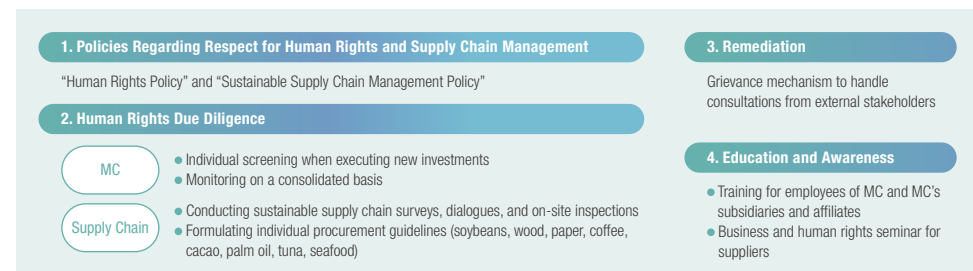 1. Policies Regarding Respect for Human Rights and Supply Chain Management
“Human Rights Policy” and “Sustainable Supply Chain Management Policy”
2. Human Rights Due Diligence
MC
● Individual screening when executing new investments
● Monitoring on a consolidated basis
Supply Chain
● Conducting sustainable supply chain surveys, dialogues, and on-site inspections
● Formulating individual procurement guidelines (soybeans, wood, paper, coffee,
cacao, palm oil, tuna, seafood)
3. Remediation
Grievance mechanism to handle
consultations from external stakeholders
4. Education and Awareness
● Training for employees of MC and MC’s
subsidiaries and affiliates
● Business and human rights seminar for
suppliers